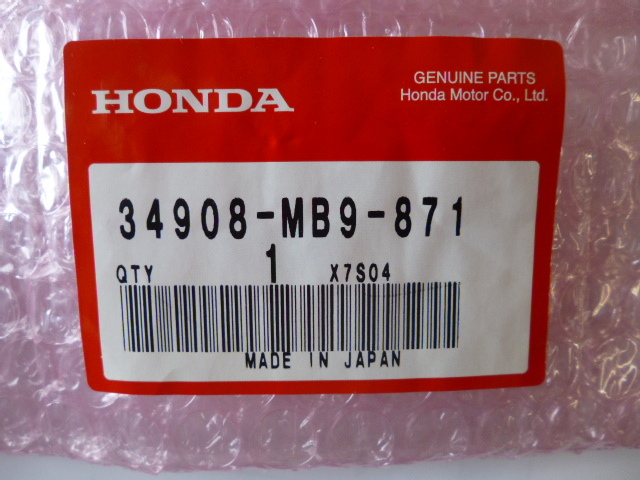 GENUINE PARTS
HONDA
Honda Motor Co., Ltd.
34908-MB9-871
QTY 1 X7S04
MADE IN JAPAN